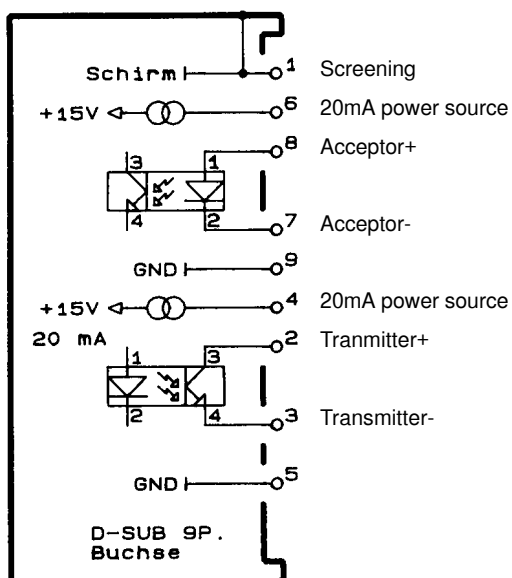 Schirm 1 Screening
+15V 6 20mA power source
8 Acceptor+
3 1
4 2
7 Acceptor-
GND 9
+15V 4 20mA power source
20 mA 2 Tranmitter+
1 3
2 4
3 Transmitter-
GND 5
D-SUB 9P.
Buchse